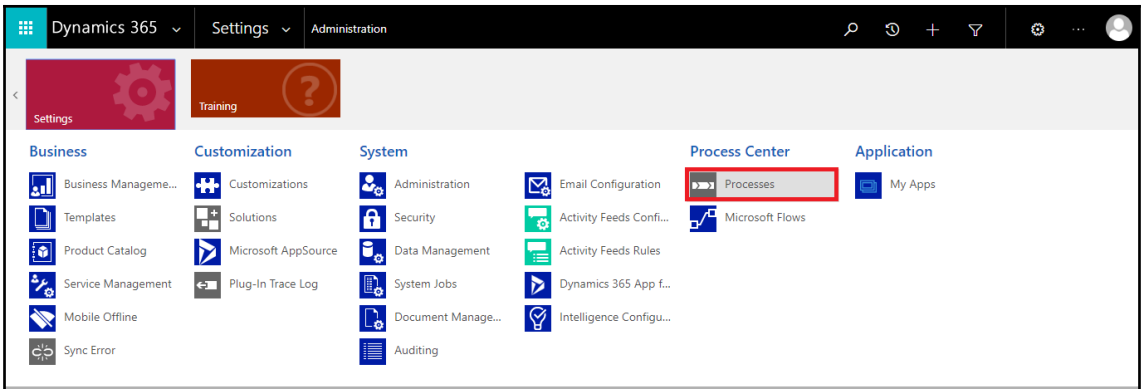 Dynamics 365 Settings Administration
Settings
Training
Business
Business Manageme...
Templates
Product Catalog
Service Management
Mobile Offline
Sync Error
Customization
Customizations
Solutions
Microsoft AppSource
Plug-In Trace Log
System
Administration
Security
Data Management
System Jobs
Document Manage...
Auditing
Email Configuration
Activity Feeds Confi...
Activity Feeds Rules
Dynamics 365 App f...
Intelligence Configu...
Process Center
Processes
Microsoft Flows
Application
My Apps